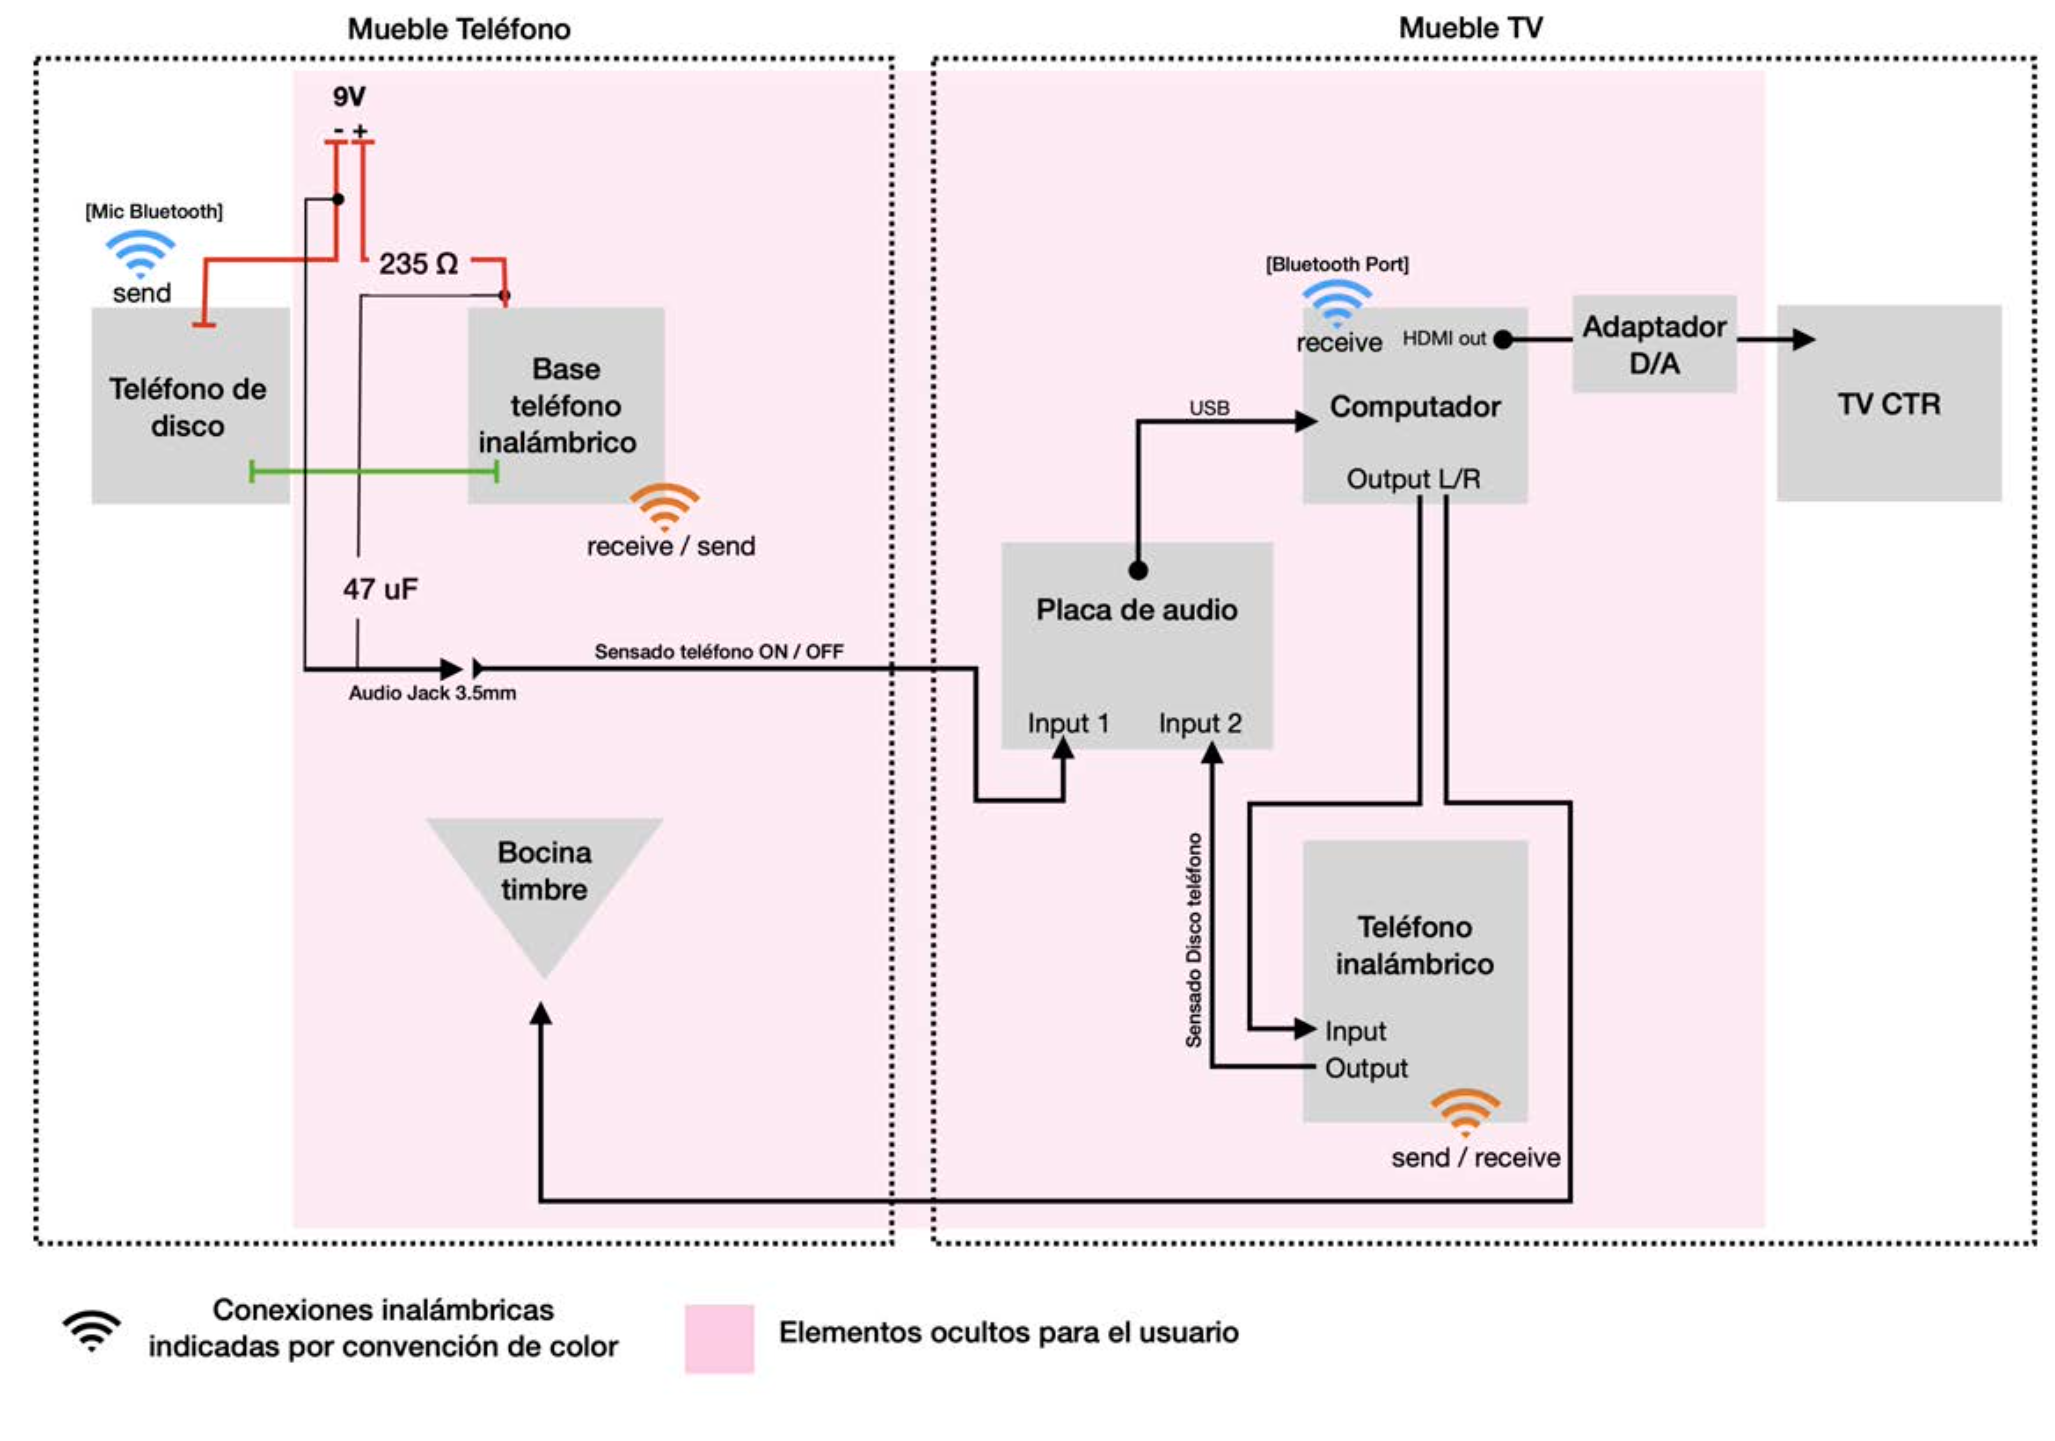 Mueble Teléfono
Mueble TV
9V
- +
[Mic Bluetooth]
send
235 Ω
Teléfono de
disco
Base
teléfono
inalámbrico
receive / send
47 uF
Sensado teléfono ON / OFF
Audio Jack 3.5mm
Bocina
timbre
[Bluetooth Port]
receive
HDMI out
Computador
Output L/R
Adaptador
D/A
TV CTR
USB
Placa de audio
Input 1
Input 2
Sensado Disco teléfono
Teléfono
inalámbrico
Input
Output
send / receive
Conexiones inalámbricas
indicadas por convención de color
Elementos ocultos para el usuario